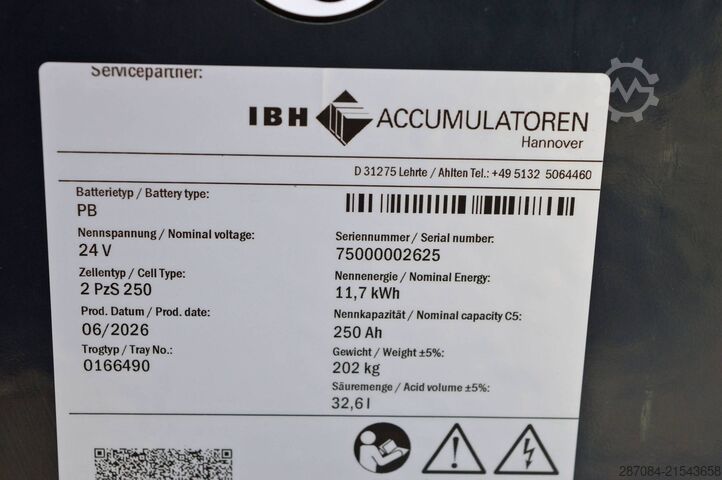 Servicepartner:
IBH ACCUMULATOREN
Hannover
D 31275 Lehrte / Ahlten Tel.: +49 5132 5064460
Batterietyp / Battery type:
PB
Nennspannung / Nominal voltage:
24 V
Zellentyp / Cell Type:
2 PzS 250
Prod. Datum / Prod. date:
06/2026
Trogtyp / Tray No.:
0166490
Seriennummer / Serial number:
75000002625
Nennenergie / Nominal Energy:
11,7 kWh
Nennkapazität / Nominal capacity C5:
250 Ah
Gewicht / Weight ±5%:
202 kg
Säuremenge / Acid volume ±5%:
32,6 l
287084-21543658